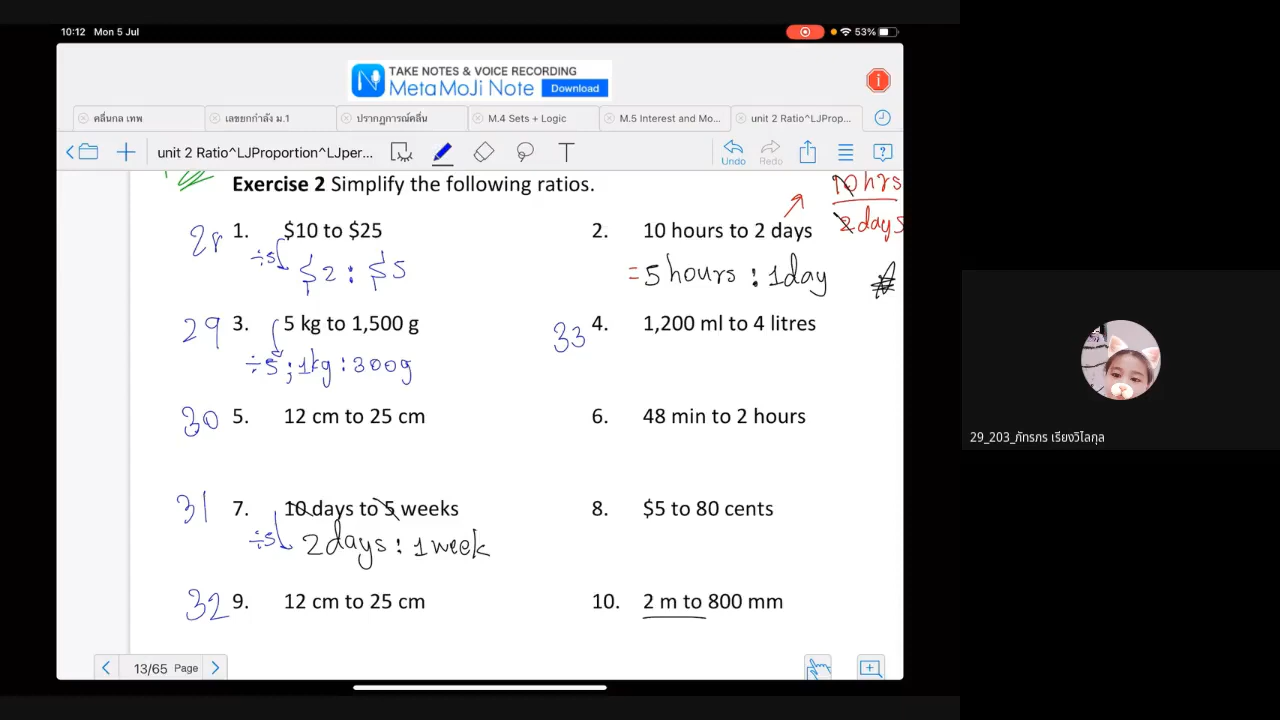 10:12 Mon 5 Jul
53%
TAKE NOTES & VOICE RECORDING
MetaMoJi Note Download
คลื่นกล เทพ
เลขยกกำลัง ม.1
ปรากฏการณ์คลื่น
M.4 Sets + Logic
M.5 Interest and Mo...
unit 2 Ratio^LJProp...
unit 2 Ratio^LJProportion^LJper...
T
Undo
Redo
Exercise 2 Simplify the following ratios.
10 hrs
2 days
28 1. $10 to $25
÷5 $2 : $5
2. 10 hours to 2 days
= 5 hours : 1 day
29 3. 5 kg to 1,500 g
÷5 ; 1kg : 300g
33 4. 1,200 ml to 4 litres
30 5. 12 cm to 25 cm
6. 48 min to 2 hours
31 7. 10 days to 5 weeks
÷5 2 days : 1 week
8. $5 to 80 cents
32 9. 12 cm to 25 cm
10. 2 m to 800 mm
13/65 Page
29_203_ภัทรภร เรียงวิไลกุล